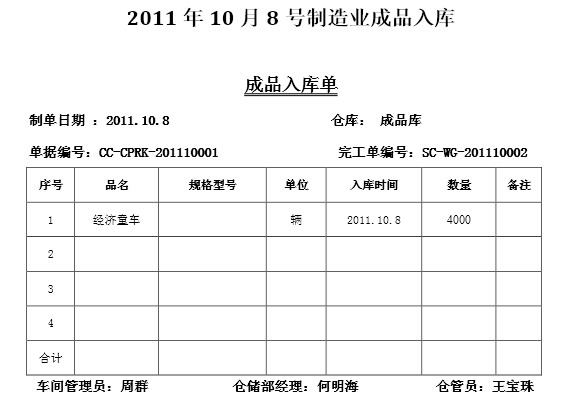 2011 年 10 月 8 号制造业成品入库
成品入库单
制单日期 ：2011.10.8 仓库： 成品库
单据编号：CC-CPRK-201110001 完工单编号：SC-WG-201110002
序号 品名 规格型号 单位 入库时间 数量 备注
1 经济童车 辆 2011.10.8 4000
2
3
4
合计
车间管理员：周群 仓储部经理：何明海 仓管员：王宝珠